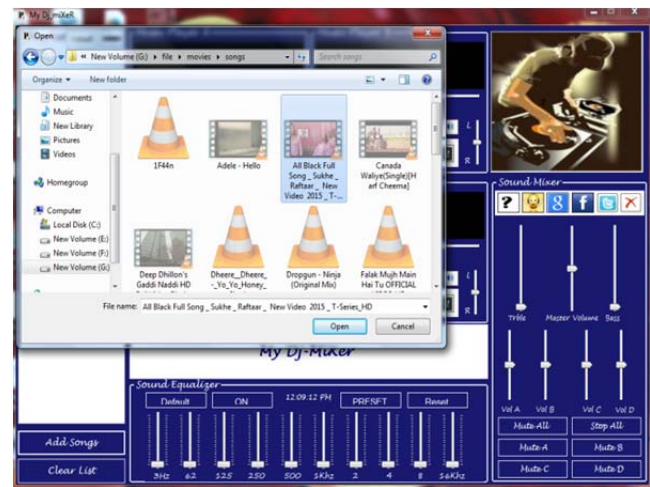 My Dj_miXeR
Open
New Volume (G:) ▸ file ▸ movies ▸ songs
Search songs
Organize
New folder
Documents
Music
New Library
Pictures
Videos
Homegroup
Computer
Local Disk (C:)
New Volume (E:)
New Volume (F:)
New Volume (G:)
1F44n
Adele - Hello
All Black Full
Song _ Sukhe _
Raftaar _ New
Video 2015 _ T-...
Canada
Waliye(Single)[H
arf Cheema]
Deep Dhillon's
Gaddi Naddi HD
Dheere_Dheere_
-_Yo_Yo_Honey_
Dropgun - Ninja
(Original Mix)
Falak Mujh Main
Hai Tu OFFICIAL
File name:
All Black Full Song _ Sukhe _ Raftaar _ New Video 2015 _ T-Series_HD
Open
Cancel
L
R
L
R
Sound Mixer
? 8 f
Trble
Master Volume
Bass
Vol A
Vol B
Vol C
Vol D
Mute-All
Stop All
Mute-A
Mute-B
Mute-C
Mute-D
My Dj-MiXer
Sound Equalizer
Default
ON
12:09:12 PM
PRESET
Reset
3Hz 62 125 250 500 1Khz 2 4 8 16Khz
Add Songs
Clear List